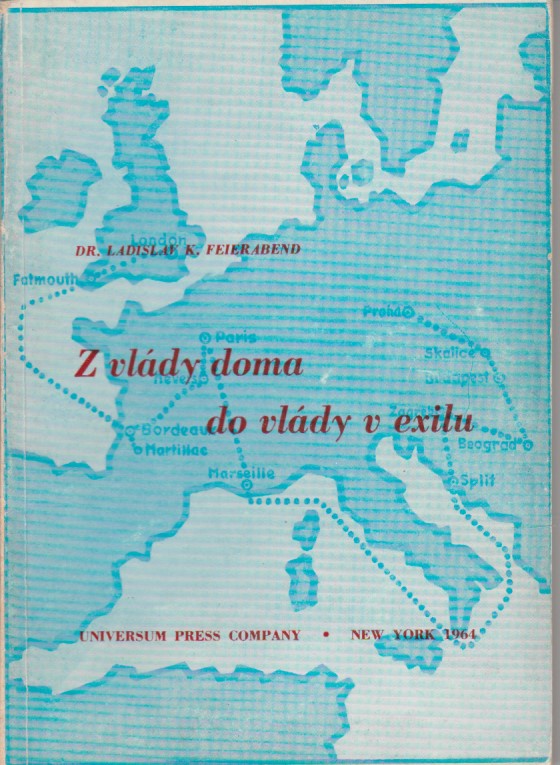 London
DR. LADISLAV K. FEIERABEND
Falmouth
Praha
Paris
Skalice
Z vlády doma
Nevers
Budapest
Zagreb
do vlády v exilu
Bordeaux
Beograd
Martillac
Marseille
Split
UNIVERSUM PRESS COMPANY • NEW YORK 1964